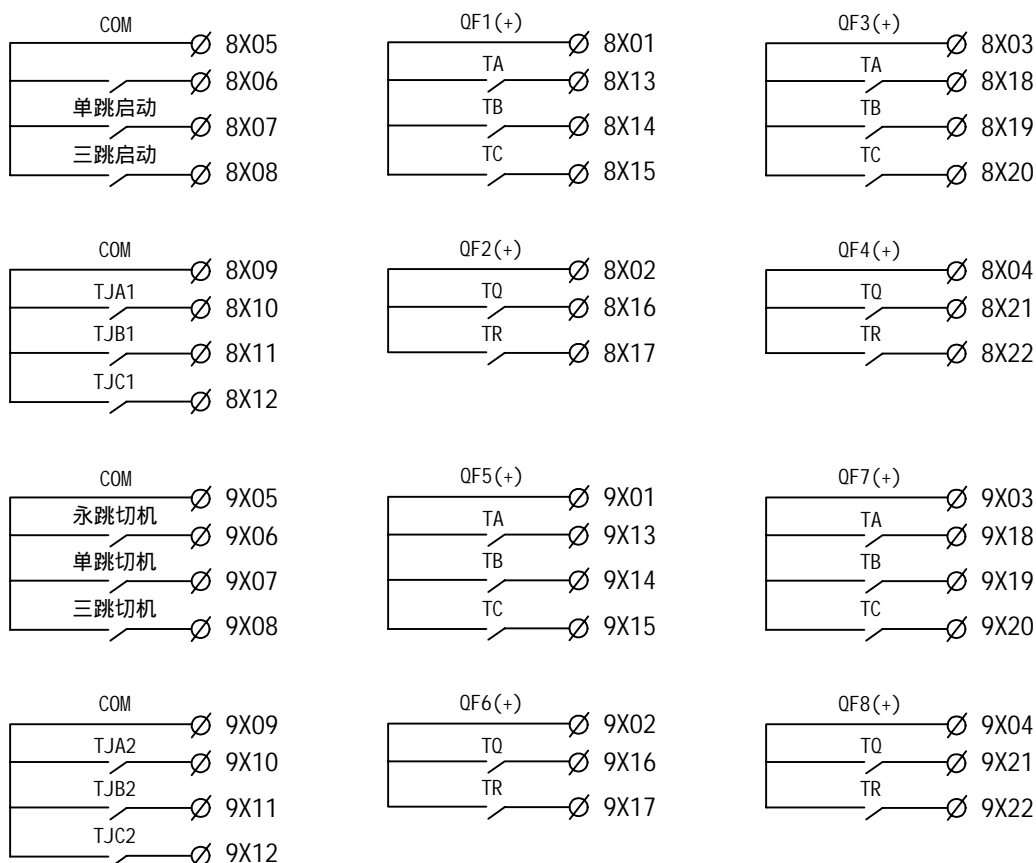 COM
8X05
8X06
单跳启动
8X07
三跳启动
8X08
QF1(+)
8X01
TA
8X13
TB
8X14
TC
8X15
QF3(+)
8X03
TA
8X18
TB
8X19
TC
8X20
COM
8X09
TJA1
8X10
TJB1
8X11
TJC1
8X12
QF2(+)
8X02
TQ
8X16
TR
8X17
QF4(+)
8X04
TQ
8X21
TR
8X22
COM
9X05
永跳切机
9X06
单跳切机
9X07
三跳切机
9X08
QF5(+)
9X01
TA
9X13
TB
9X14
TC
9X15
QF7(+)
9X03
TA
9X18
TB
9X19
TC
9X20
COM
9X09
TJA2
9X10
TJB2
9X11
TJC2
9X12
QF6(+)
9X02
TQ
9X16
TR
9X17
QF8(+)
9X04
TQ
9X21
TR
9X22